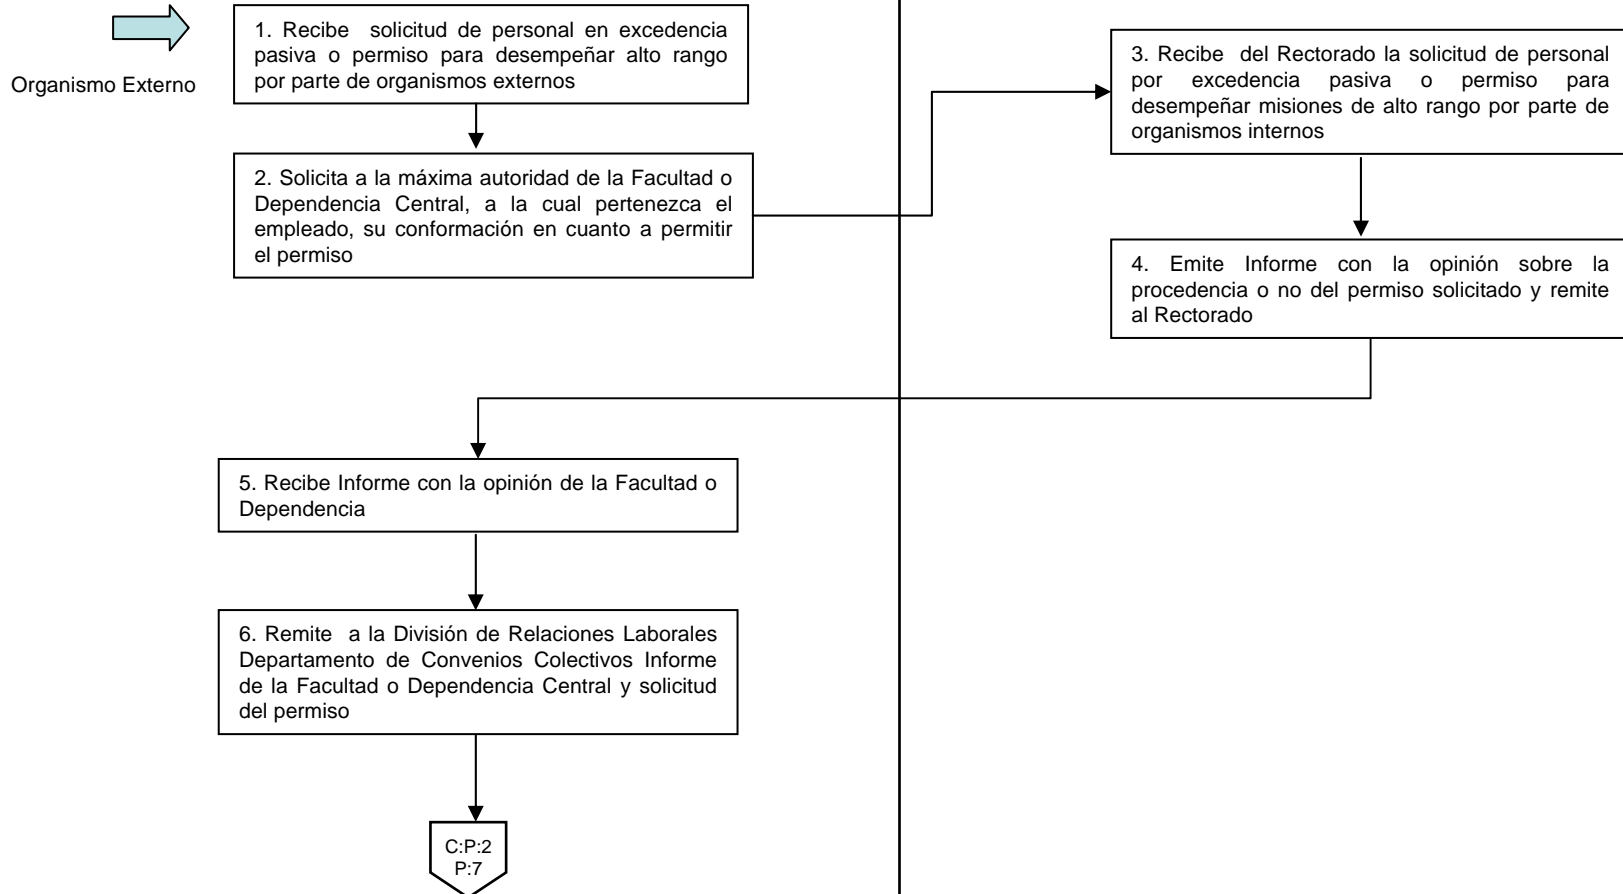 Organismo Externo
1. Recibe solicitud de personal en excedencia
pasiva o permiso para desempeñar alto rango
por parte de organismos externos
2. Solicita a la máxima autoridad de la Facultad o
Dependencia Central, a la cual pertenezca el
empleado, su conformación en cuanto a permitir
el permiso
3. Recibe del Rectorado la solicitud de personal
por excedencia pasiva o permiso para
desempeñar misiones de alto rango por parte de
organismos internos
4. Emite Informe con la opinión sobre la
procedencia o no del permiso solicitado y remite
al Rectorado
5. Recibe Informe con la opinión de la Facultad o
Dependencia
6. Remite a la División de Relaciones Laborales
Departamento de Convenios Colectivos Informe
de la Facultad o Dependencia Central y solicitud
del permiso
C:P:2
P:7